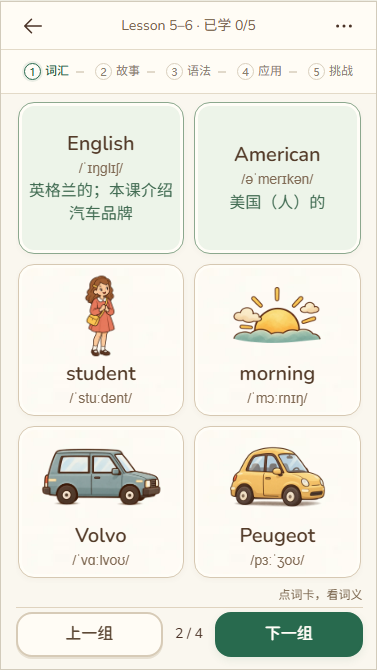 Lesson 5–6 · 已学 0/5
1 词汇 – 2 故事 – 3 语法 – 4 应用 – 5 挑战
English
/ˈɪŋglɪʃ/
英格兰的；本课介绍
汽车品牌
American
/əˈmerɪkən/
美国（人）的
student
/ˈstuːdənt/
morning
/ˈmɔːrnɪŋ/
Volvo
/ˈvɑːlvoʊ/
Peugeot
/pɜːˈʒoʊ/
点词卡，看词义
上一组
2 / 4
下一组